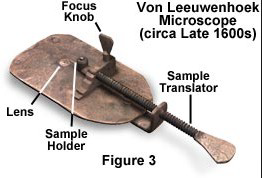 Focus
Knob
Von Leeuwenhoek
Microscope
(circa Late 1600s)
Sample
Translator
Lens
Sample
Holder
Figure 3